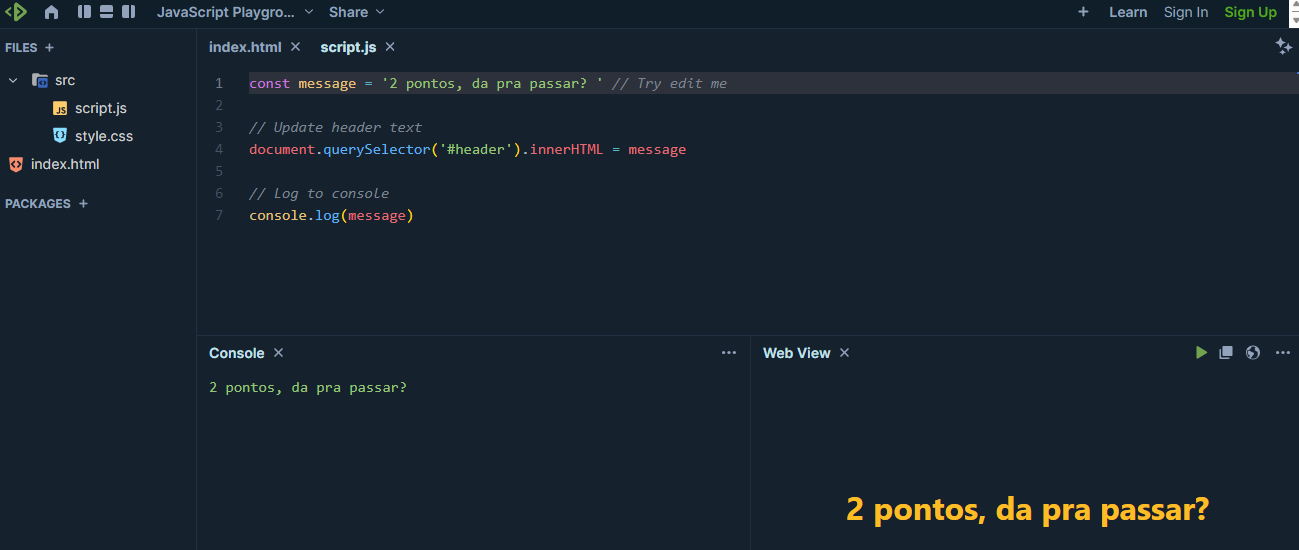 JavaScript Playgro... Share + Learn Sign In Sign Up
FILES +
src
script.js
style.css
index.html
PACKAGES +
index.html script.js
1 const message = '2 pontos, da pra passar? ' // Try edit me
2
3 // Update header text
4 document.querySelector('#header').innerHTML = message
5
6 // Log to console
7 console.log(message)
Console
2 pontos, da pra passar?
Web View
2 pontos, da pra passar?